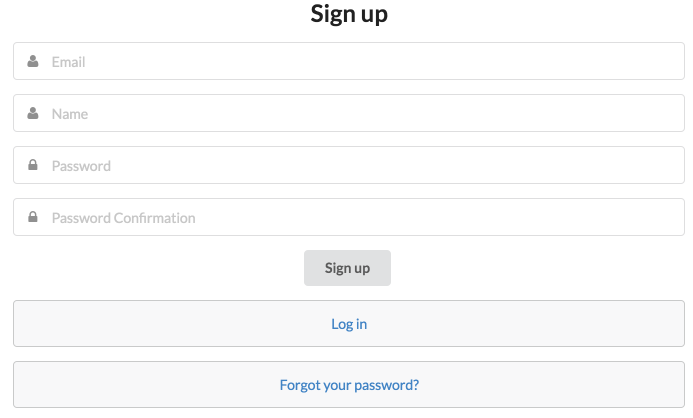 Sign up
Email
Name
Password
Password Confirmation
Sign up
Log in
Forgot your password?